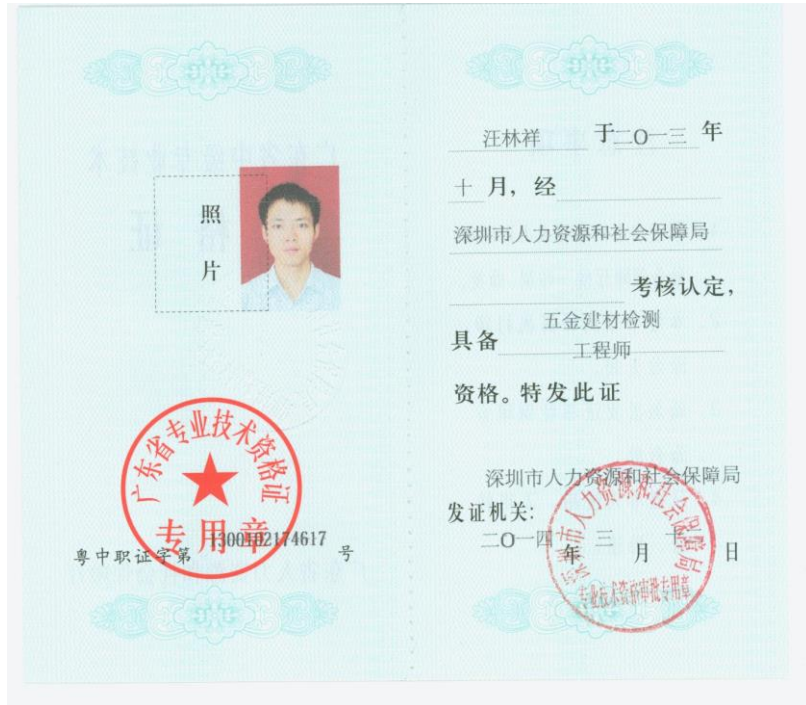 照
片
广东省专业技术资格证
专用章
粤中职证字第 1300102174617 号
汪林祥 于二〇一三 年
十 月，经
深圳市人力资源和社会保障局
考核认定，
具备 五金建材检测
工程师
资格。特发此证
深圳市人力资源和社会保障局
发证机关：
二〇一四 年 三 月 日
深圳市人力资源和社会保障局
专业技术资格审批专用章